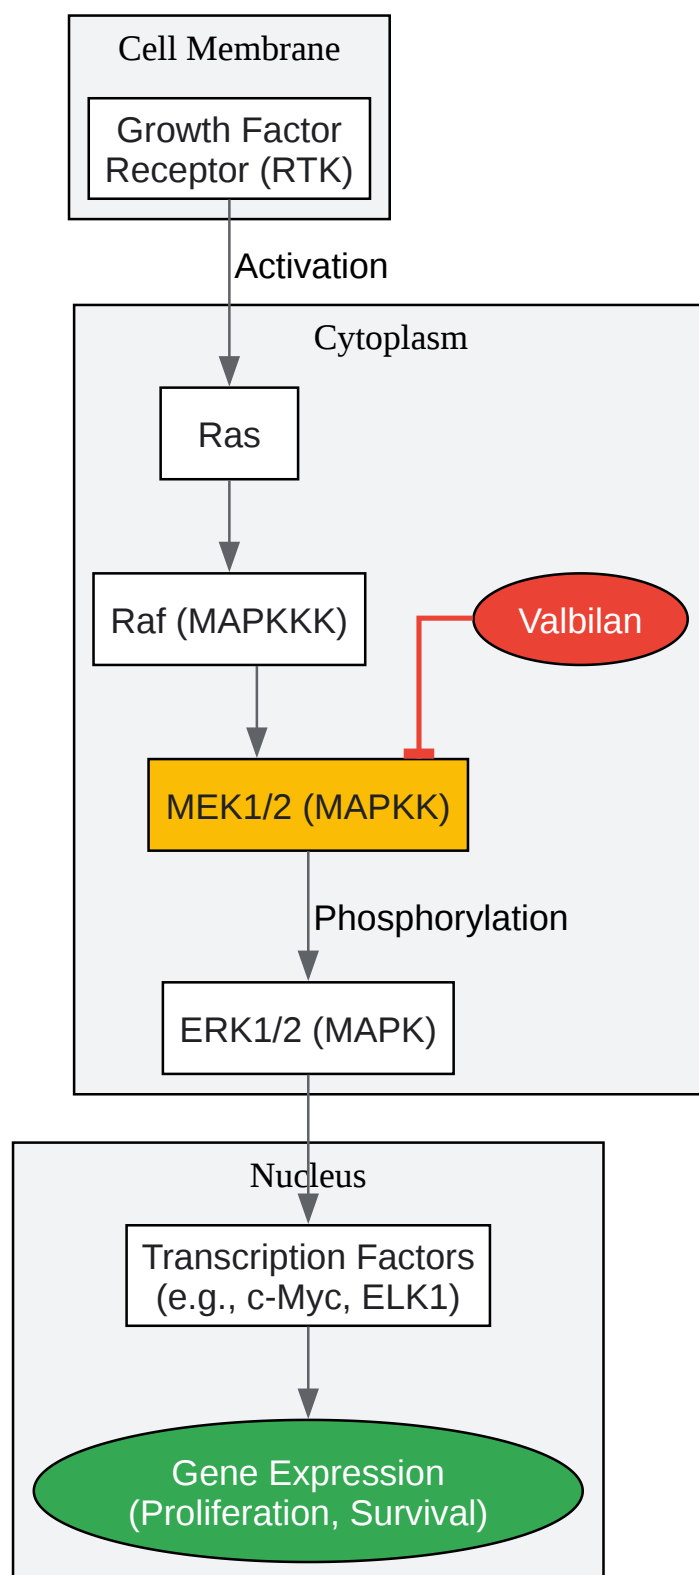 Cell Membrane
Growth Factor
Receptor (RTK)
Activation
Cytoplasm
Ras
Raf (MAPKKK)
Valbilan
MEK1/2 (MAPKK)
Phosphorylation
ERK1/2 (MAPK)
Nucleus
Transcription Factors
(e.g., c-Myc, ELK1)
Gene Expression
(Proliferation, Survival)